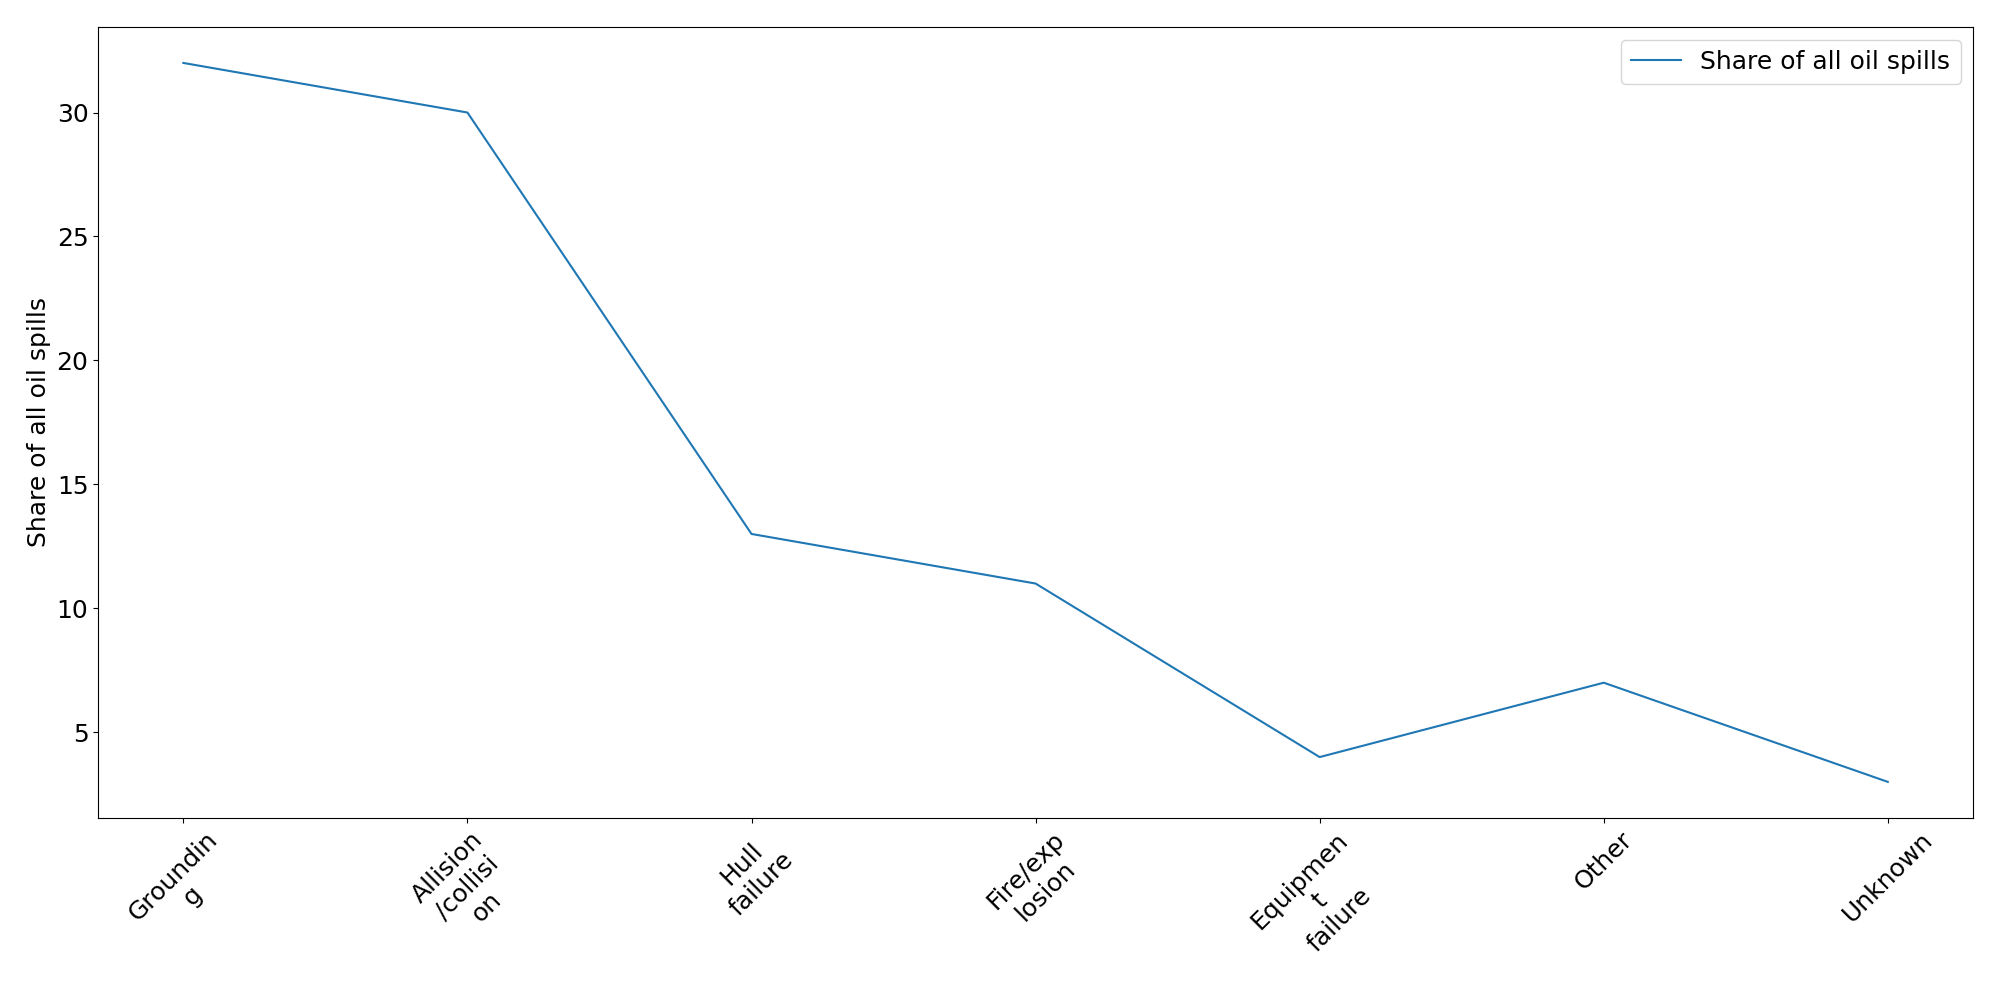 Share of all oil spills
Share of all oil spills
30
25
20
15
10
5
Groundin
g
Allision
/collisi
on
Hull
failure
Fire/exp
losion
Equipmen
t
failure
Other
Unknown